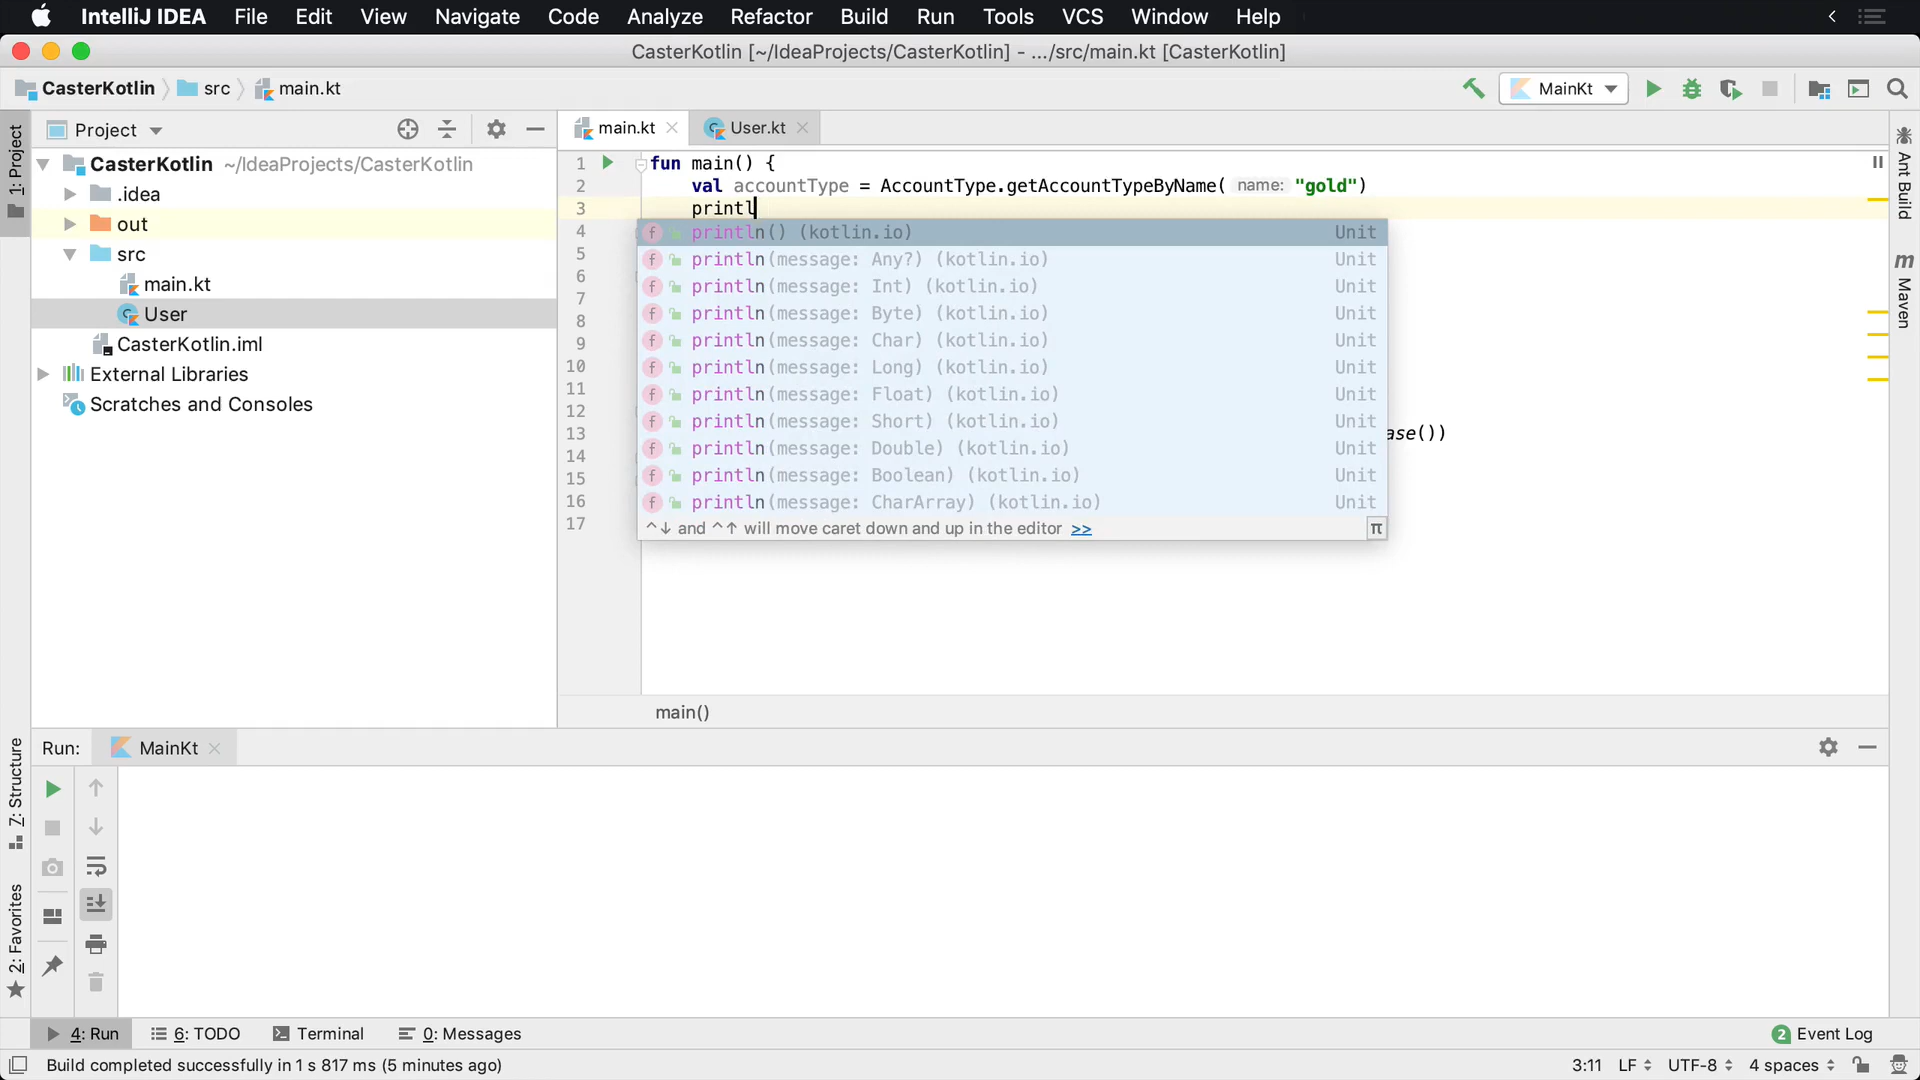 IntelliJ IDEA File Edit View Navigate Code Analyze Refactor Build Run Tools VCS Window Help
CasterKotlin [~/IdeaProjects/CasterKotlin] - .../src/main.kt [CasterKotlin]
CasterKotlin src main.kt MainKt
Project main.kt User.kt
1: Project
CasterKotlin ~/IdeaProjects/CasterKotlin
.idea
out
src
main.kt
User
CasterKotlin.iml
External Libraries
Scratches and Consoles
1 fun main() {
2 val accountType = AccountType.getAccountTypeByName( name: "gold")
3 printl
4
5
6
7
8
9
10
11
12
13 ase())
14
15
16
17
println() (kotlin.io) Unit
println(message: Any?) (kotlin.io) Unit
println(message: Int) (kotlin.io) Unit
println(message: Byte) (kotlin.io) Unit
println(message: Char) (kotlin.io) Unit
println(message: Long) (kotlin.io) Unit
println(message: Float) (kotlin.io) Unit
println(message: Short) (kotlin.io) Unit
println(message: Double) (kotlin.io) Unit
println(message: Boolean) (kotlin.io) Unit
println(message: CharArray) (kotlin.io) Unit
^↓ and ^↑ will move caret down and up in the editor >> π
main()
Ant Build
m Maven
Run: MainKt
Z: Structure
2: Favorites
4: Run 6: TODO Terminal 0: Messages 2 Event Log
Build completed successfully in 1 s 817 ms (5 minutes ago) 3:11 LF UTF-8 4 spaces